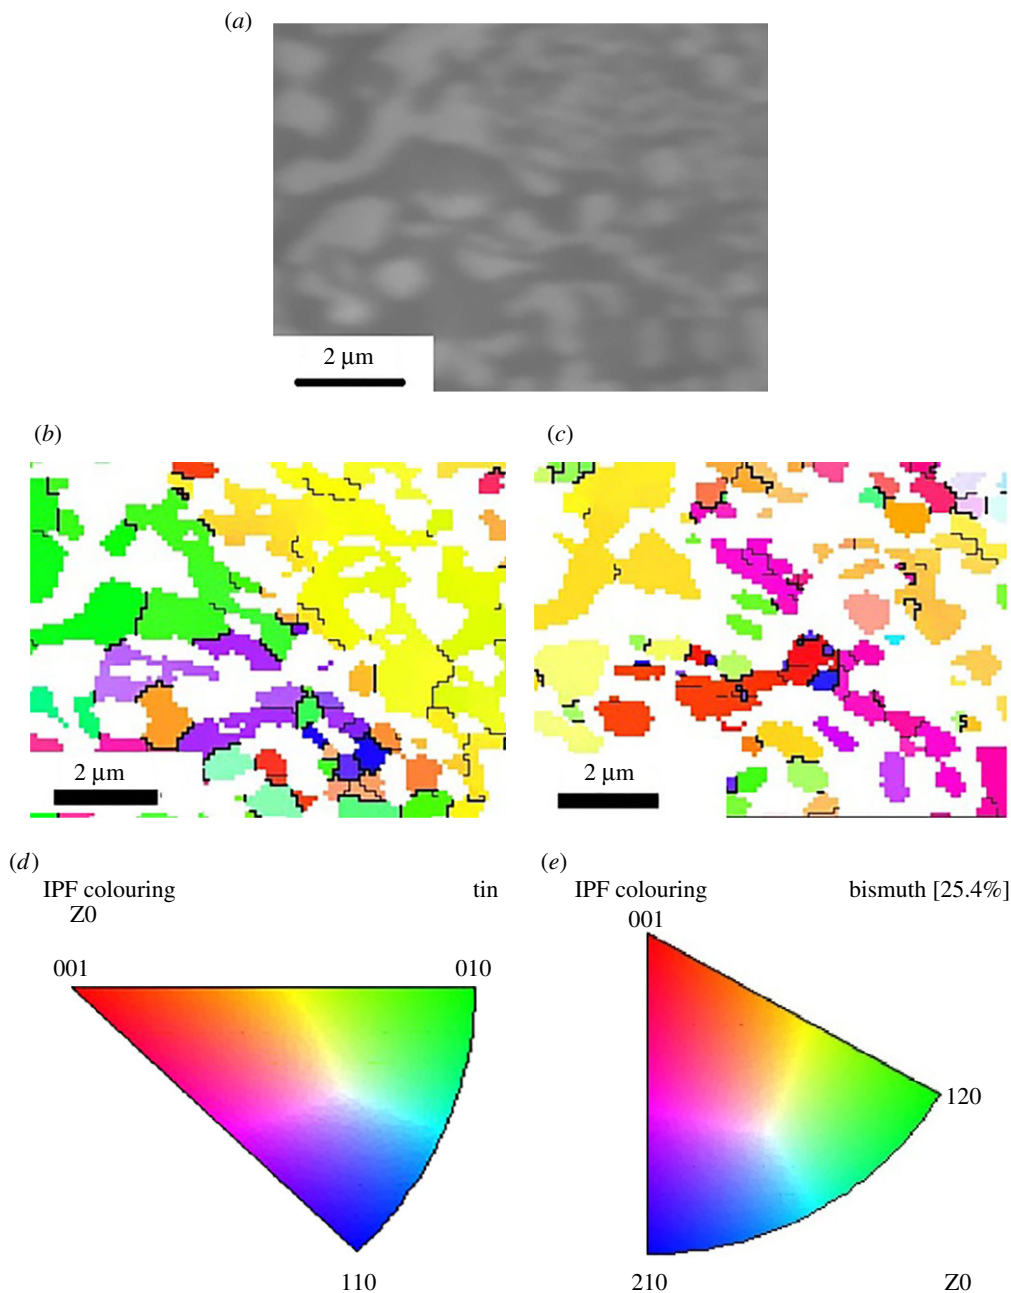 (a)
2 μm
(b)
(c)
2 μm
2 μm
(d)
IPF colouring
Z0
tin
001
010
110
(e)
IPF colouring
bismuth [25.4%]
001
120
210
Z0